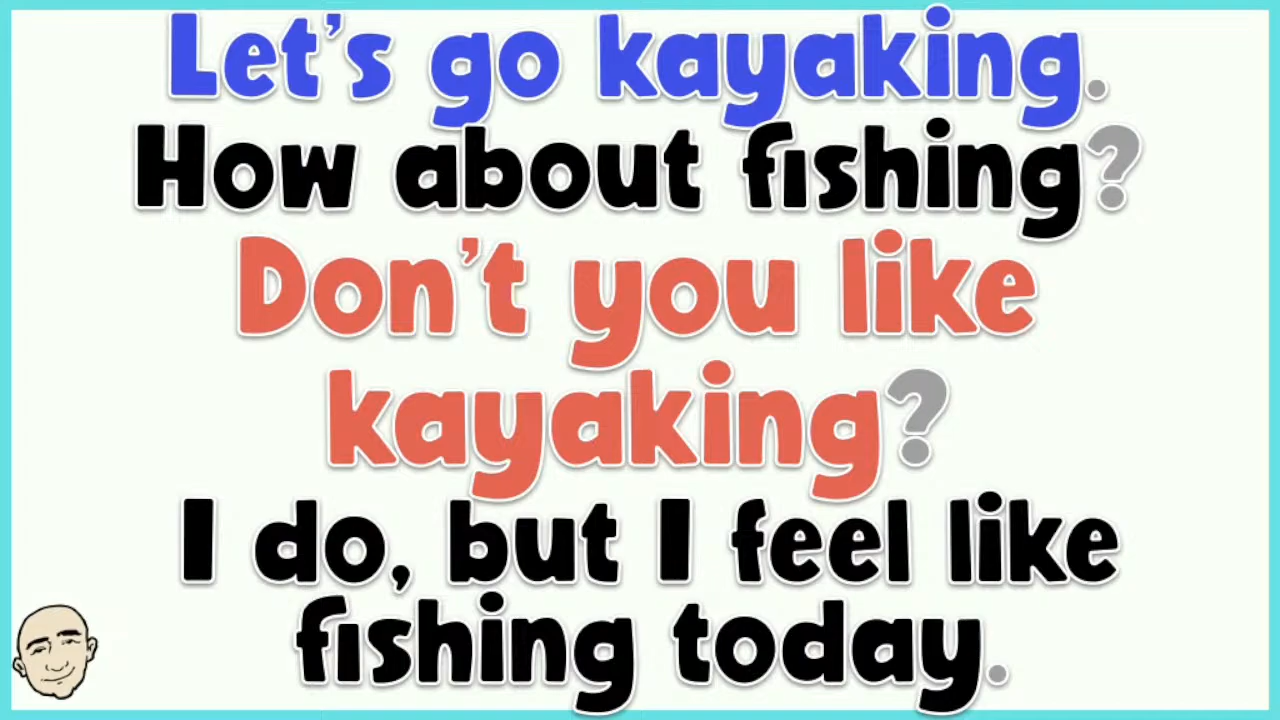 Let's go kayaking.
How about fishing?
Don't you like
kayaking?
I do, but I feel like
fishing today.